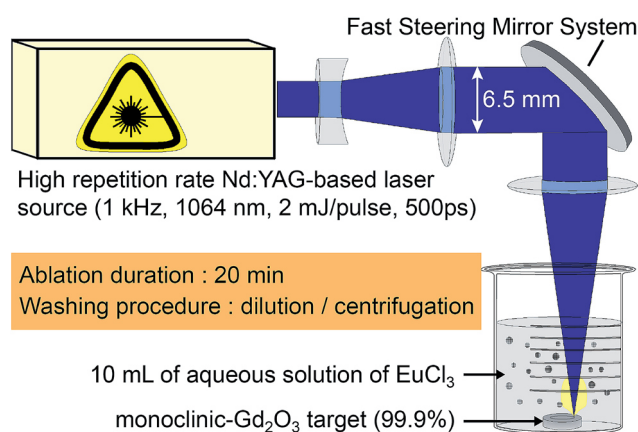 Fast Steering Mirror System
6.5 mm
High repetition rate Nd:YAG-based laser
source (1 kHz, 1064 nm, 2 mJ/pulse, 500ps)
Ablation duration : 20 min
Washing procedure : dilution / centrifugation
10 mL of aqueous solution of EuCl₃
monoclinic-Gd₂O₃ target (99.9%)